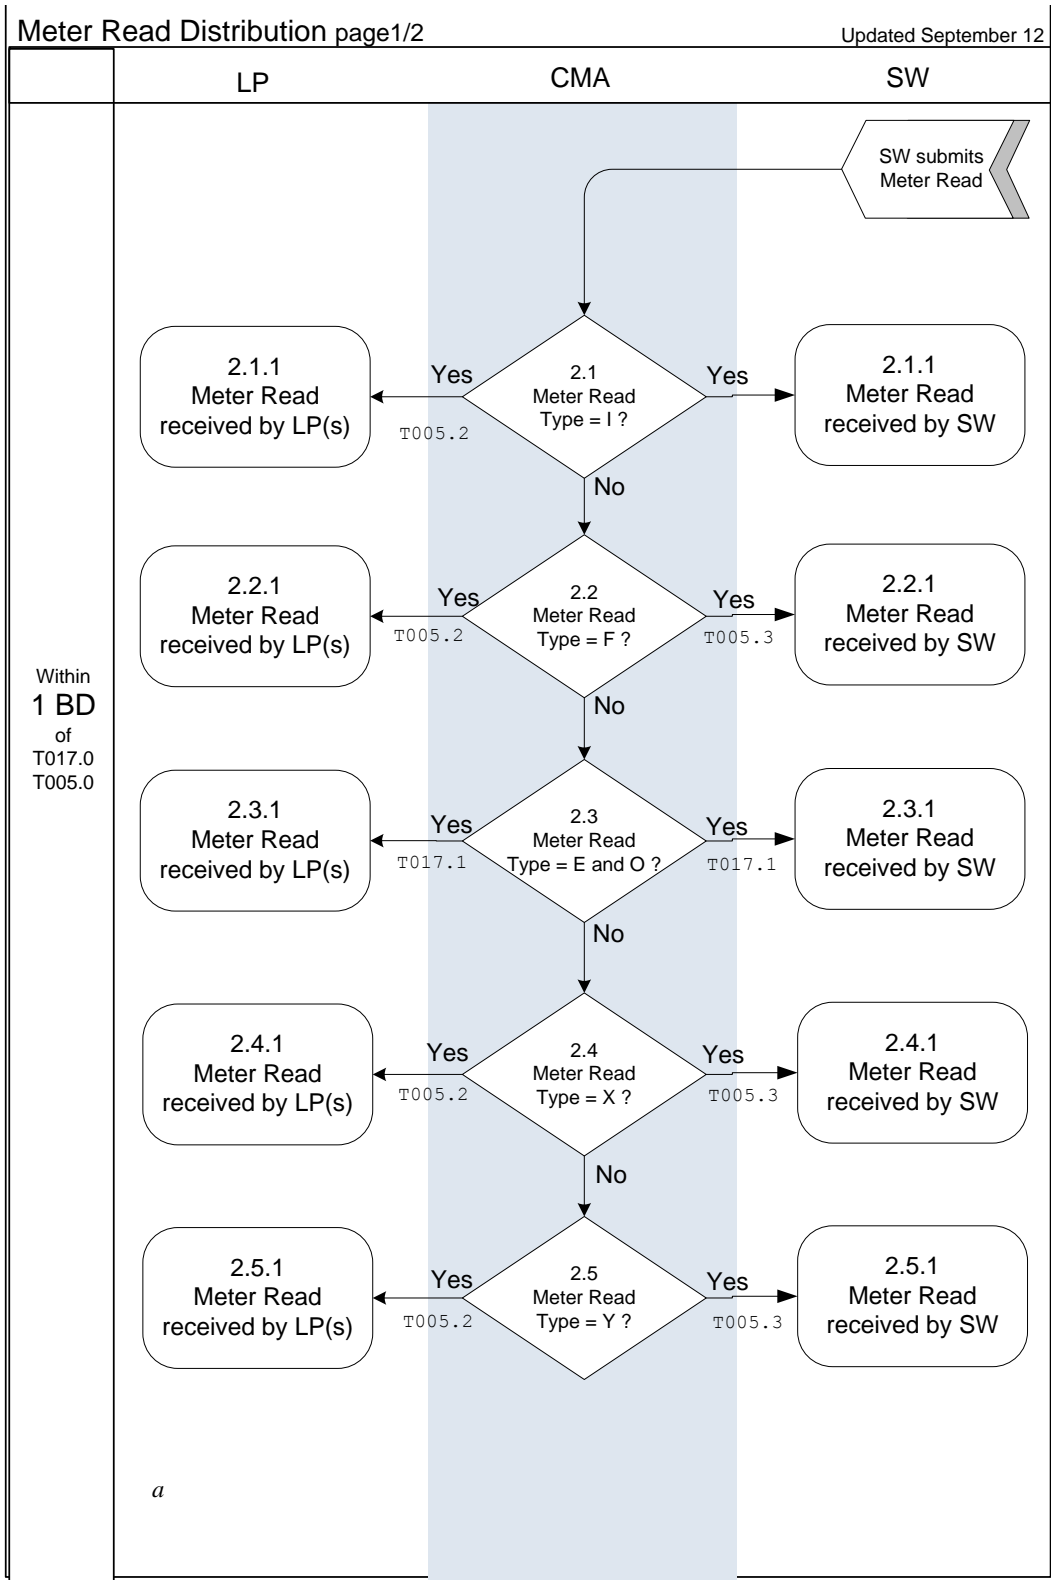 Meter Read Distribution page1/2
Updated September 12
LP
CMA
SW
SW submits
Meter Read
2.1.1
Meter Read
received by LP(s)
Yes
T005.2
2.1
Meter Read
Type = I ?
Yes
2.1.1
Meter Read
received by SW
No
2.2.1
Meter Read
received by LP(s)
Yes
T005.2
2.2
Meter Read
Type = F ?
Yes
T005.3
2.2.1
Meter Read
received by SW
No
Within
1 BD
of
T017.0
T005.0
2.3.1
Meter Read
received by LP(s)
Yes
T017.1
2.3
Meter Read
Type = E and O ?
Yes
T017.1
2.3.1
Meter Read
received by SW
No
2.4.1
Meter Read
received by LP(s)
Yes
T005.2
2.4
Meter Read
Type = X ?
Yes
T005.3
2.4.1
Meter Read
received by SW
No
2.5.1
Meter Read
received by LP(s)
Yes
T005.2
2.5
Meter Read
Type = Y ?
Yes
T005.3
2.5.1
Meter Read
received by SW
a